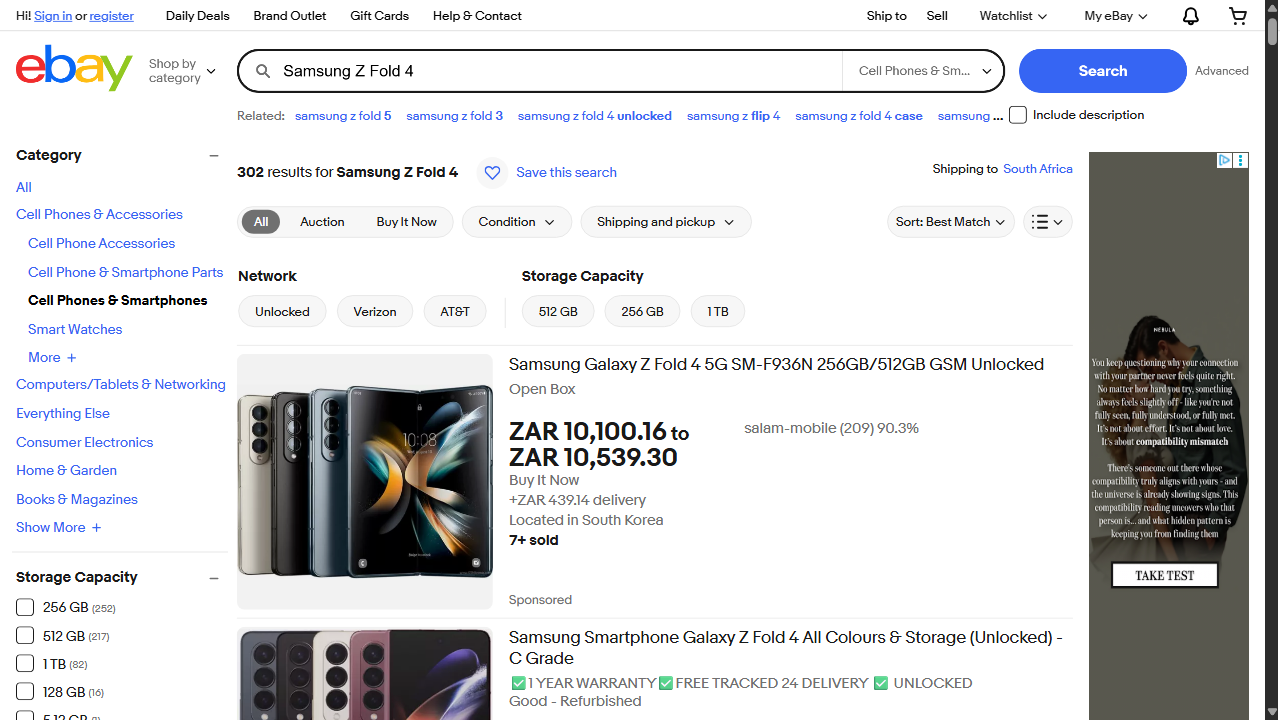 Hi! Sign in or register
Daily Deals
Brand Outlet
Gift Cards
Help & Contact
Ship to
Sell
Watchlist
My eBay
ebay
Shop by
category
Samsung Z Fold 4
Cell Phones & Sm...
Search
Advanced
Related:
samsung z fold 5
samsung z fold 3
samsung z fold 4 unlocked
samsung z flip 4
samsung z fold 4 case
samsung ...
Include description
Category
All
Cell Phones & Accessories
Cell Phone Accessories
Cell Phone & Smartphone Parts
Cell Phones & Smartphones
Smart Watches
More +
Computers/Tablets & Networking
Everything Else
Consumer Electronics
Home & Garden
Books & Magazines
Show More +
Storage Capacity
256 GB (252)
512 GB (217)
1 TB (82)
128 GB (16)
302 results for Samsung Z Fold 4
Save this search
Shipping to South Africa
All
Auction
Buy It Now
Condition
Shipping and pickup
Sort: Best Match
Network
Unlocked
Verizon
AT&T
Storage Capacity
512 GB
256 GB
1 TB
Samsung Galaxy Z Fold 4 5G SM-F936N 256GB/512GB GSM Unlocked
Open Box
ZAR 10,100.16 to
ZAR 10,539.30
Buy It Now
+ZAR 439.14 delivery
Located in South Korea
7+ sold
salam-mobile (209) 90.3%
Sponsored
10:08
Samsung Smartphone Galaxy Z Fold 4 All Colours & Storage (Unlocked) -
C Grade
✅1 YEAR WARRANTY✅FREE TRACKED 24 DELIVERY ✅ UNLOCKED
Good - Refurbished
NEBULA
You keep questioning why your connection
with your partner never feels quite right.
No matter how hard you try, something
always feels slightly off - like you're not
fully seen, fully understood, or fully met.
It's not about effort. It's not about love.
It's about compatibility mismatch
There's someone out there whose
compatibility truly aligns with yours - and
the universe is already showing signs. This
compatibility reading uncovers who that
person is... and what hidden pattern is
keeping you from finding them
TAKE TEST